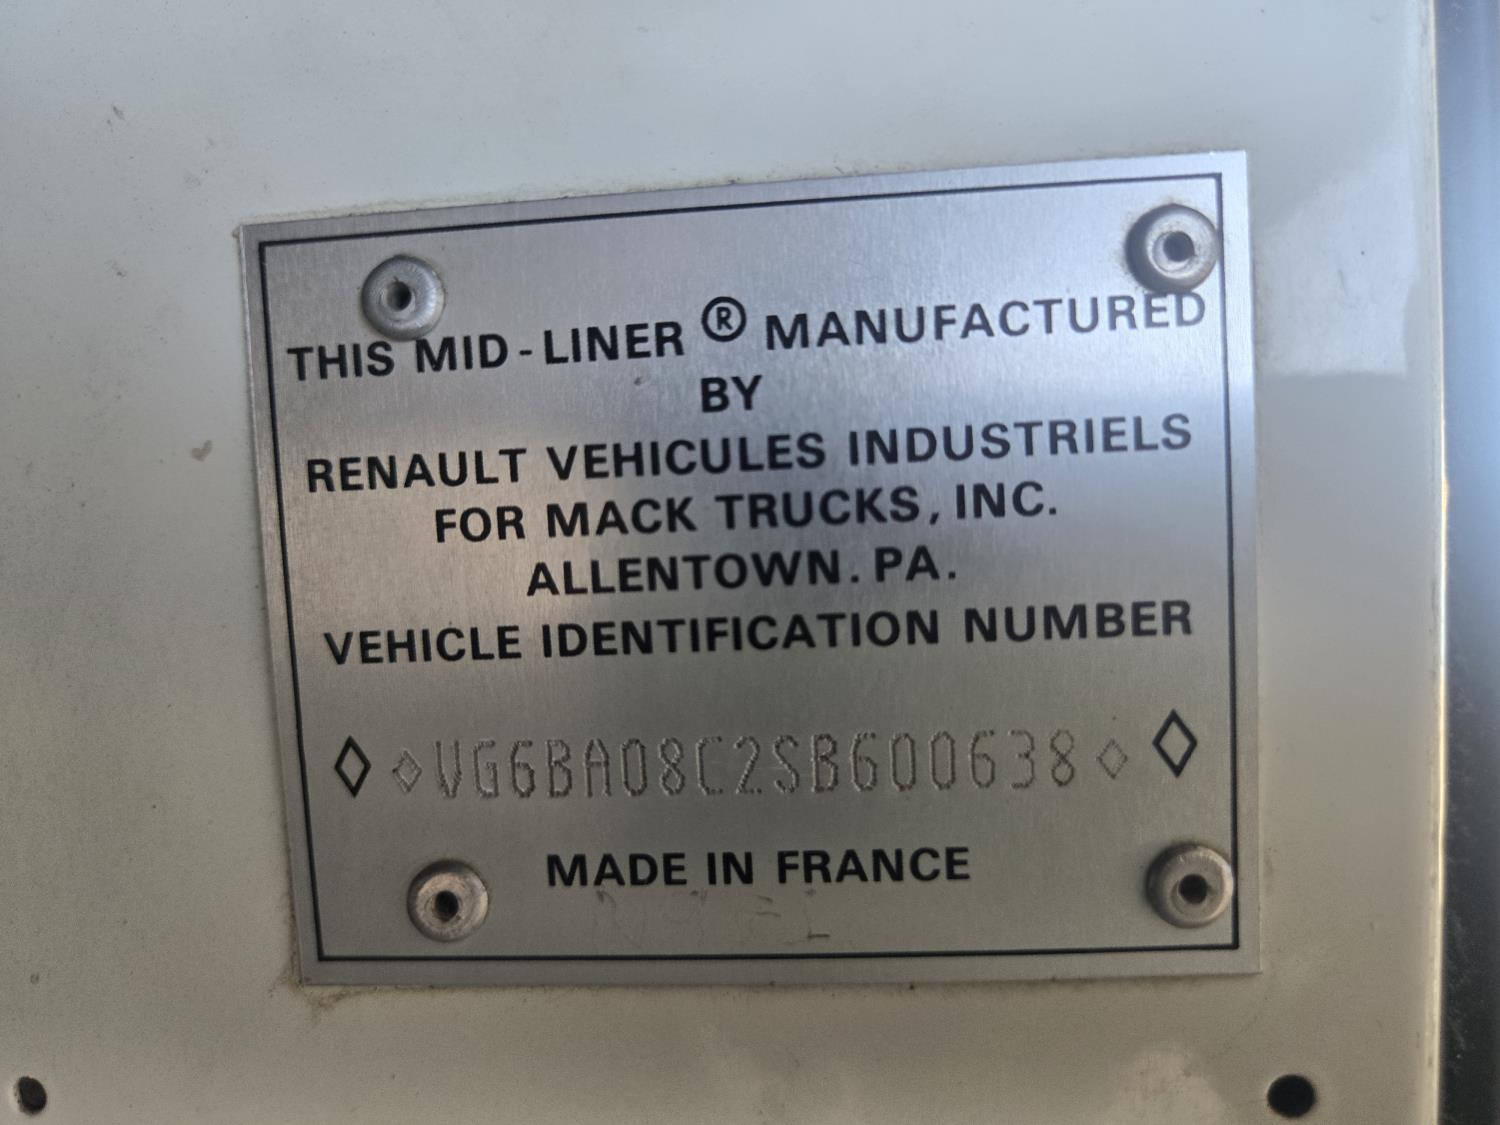 THIS MID-LINER ® MANUFACTURED
BY
RENAULT VEHICULES INDUSTRIELS
FOR MACK TRUCKS, INC.
ALLENTOWN. PA.
VEHICLE IDENTIFICATION NUMBER
◊ ◊VG6BA08C2SB600638◊ ◊
MADE IN FRANCE